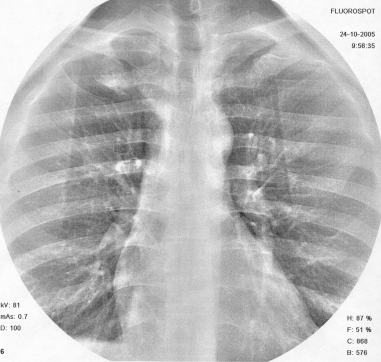 FLUOROSPOT
24-10-2005
9:56:35
kV: 81
mAs: 0.7
D: 100
6
H: 87 %
F: 51 %
C: 868
B: 576